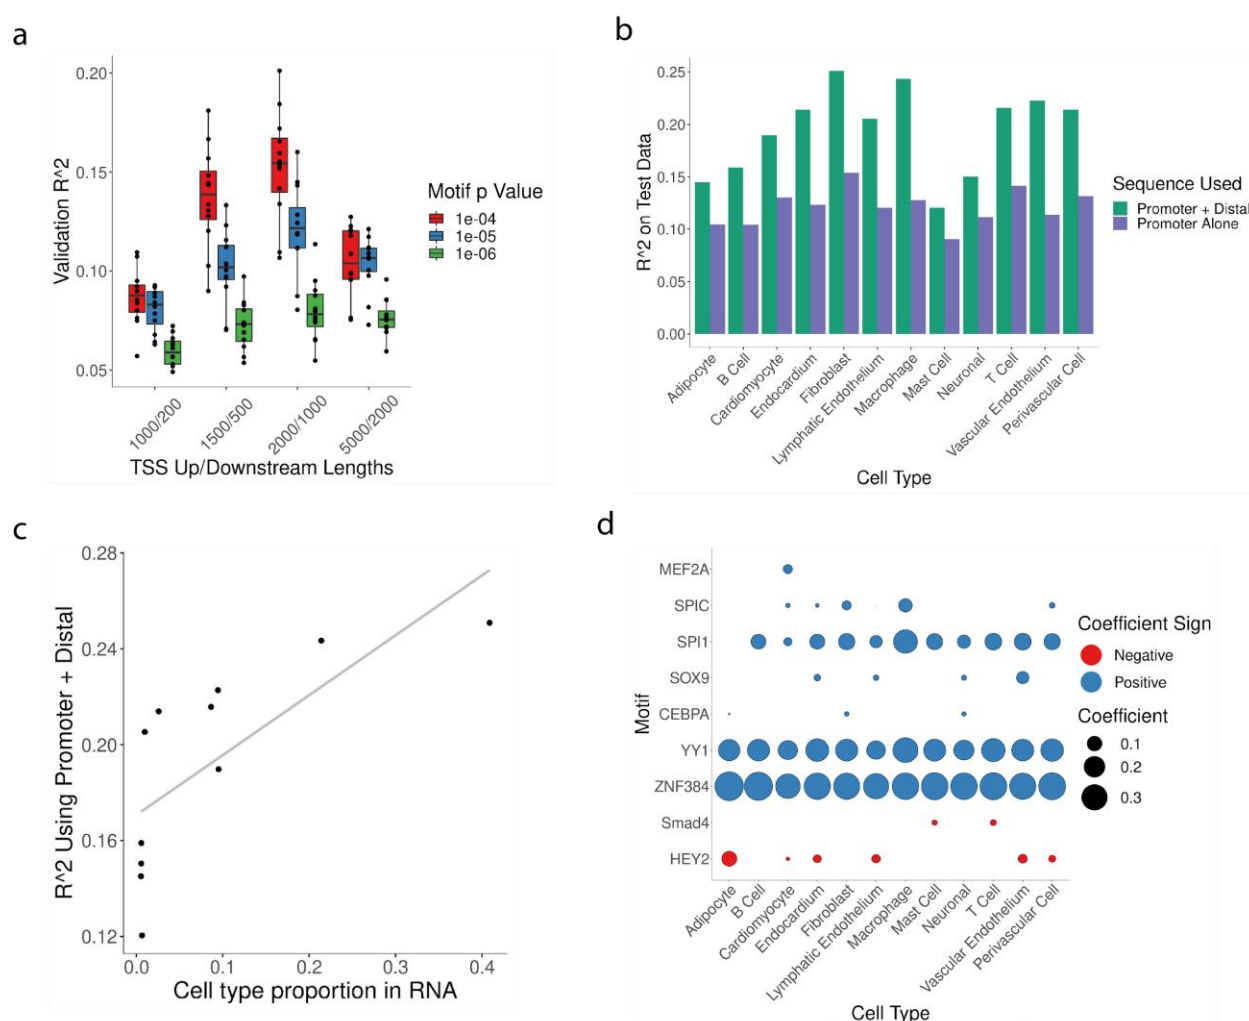 a
Validation R^2
0.20
0.15
0.10
0.05
1000/200
1500/500
2000/1000
5000/2000
TSS Up/Downstream Lengths
Motif p Value
1e-04
1e-05
1e-06
b
R^2 on Test Data
0.25
0.20
0.15
0.10
0.05
0.00
Adipocyte
B Cell
Cardiomyocyte
Endocardium
Fibroblast
Lymphatic Endothelium
Macrophage
Mast Cell
Neuronal
T Cell
Vascular Endothelium
Perivascular Cell
Cell Type
Sequence Used
Promoter + Distal
Promoter Alone
c
R^2 Using Promoter + Distal
0.28
0.24
0.20
0.16
0.12
0.0
0.1
0.2
0.3
0.4
Cell type proportion in RNA
d
Motif
MEF2A
SPIC
SPI1
SOX9
CEBPA
YY1
ZNF384
Smad4
HEY2
Adipocyte
B Cell
Cardiomyocyte
Endocardium
Fibroblast
Lymphatic Endothelium
Macrophage
Mast Cell
Neuronal
T Cell
Vascular Endothelium
Perivascular Cell
Cell Type
Coefficient Sign
Negative
Positive
Coefficient
0.1
0.2
0.3